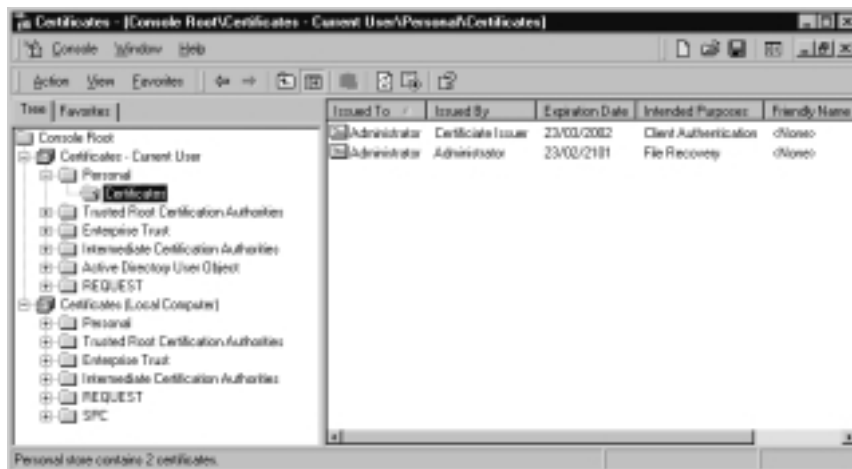 Certificates - [Console Root\Certificates - Current User\Personal\Certificates]
Console Window Help
Action View Favorites
Tree Favorites
Issued To Issued By Expiration Date Intended Purposes Friendly Name
Administrator Certificate Issuer 23/03/2002 Client Authentication <None>
Administrator Administrator 23/02/2101 File Recovery <None>
Console Root
Certificates - Current User
Personal
Certificates
Trusted Root Certification Authorities
Enterprise Trust
Intermediate Certification Authorities
Active Directory User Object
REQUEST
Certificates (Local Computer)
Personal
Trusted Root Certification Authorities
Enterprise Trust
Intermediate Certification Authorities
REQUEST
SPC
Personal store contains 2 certificates.